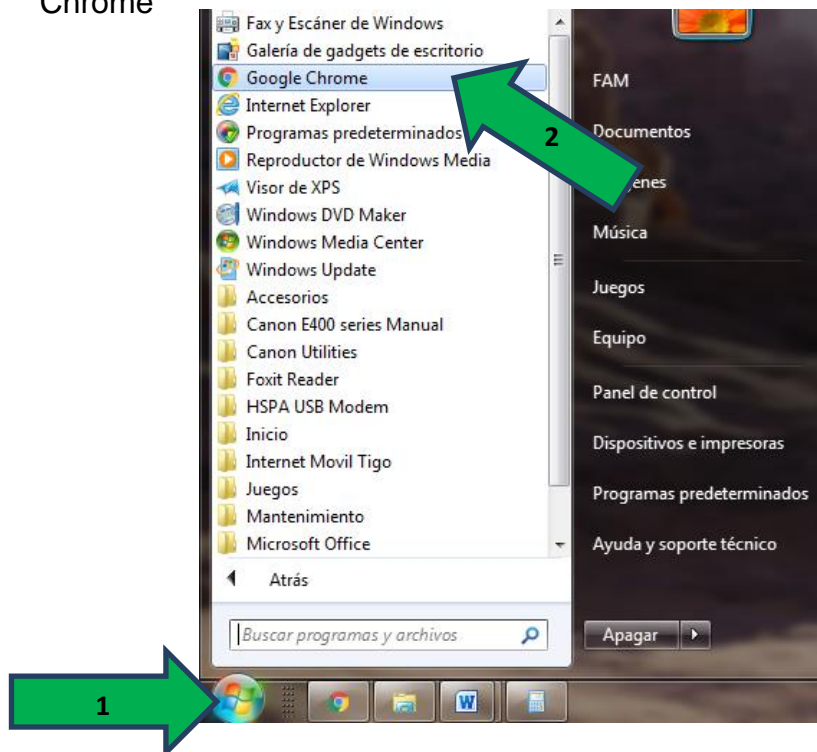 Chrome
Fax y Escáner de Windows
Galería de gadgets de escritorio
Google Chrome
Internet Explorer
Programas predeterminados
Reproductor de Windows Media
Visor de XPS
Windows DVD Maker
Windows Media Center
Windows Update
Accesorios
Canon E400 series Manual
Canon Utilities
Foxit Reader
HSPA USB Modem
Inicio
Internet Movil Tigo
Juegos
Mantenimiento
Microsoft Office
Atrás
Buscar programas y archivos
FAM
Documentos
Música
Juegos
Equipo
Panel de control
Dispositivos e impresoras
Programas predeterminados
Ayuda y soporte técnico
Apagar
2
1
W